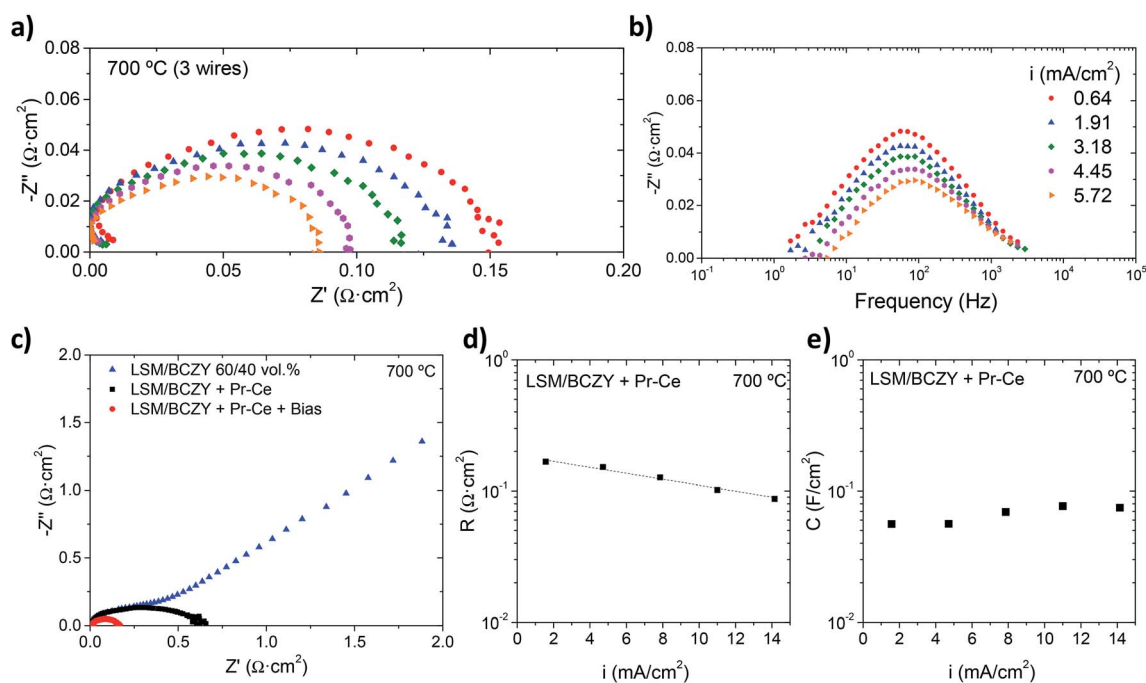 a)
0.08
0.06
0.04
0.02
0.00
-Z'' (Ω·cm²)
700 ºC (3 wires)
0.00 0.05 0.10 0.15 0.20
Z' (Ω·cm²)
b)
0.08
0.06
0.04
0.02
0.00
-Z'' (Ω·cm²)
i (mA/cm²)
0.64
1.91
3.18
4.45
5.72
10⁻¹ 10⁰ 10¹ 10² 10³ 10⁴ 10⁵
Frequency (Hz)
c)
2.0
1.5
1.0
0.5
0.0
-Z'' (Ω·cm²)
LSM/BCZY 60/40 vol.% 700 ºC
LSM/BCZY + Pr-Ce
LSM/BCZY + Pr-Ce + Bias
0.0 0.5 1.0 1.5 2.0
Z' (Ω·cm²)
d)
10⁰
10⁻¹
10⁻²
R (Ω·cm²)
LSM/BCZY + Pr-Ce 700 ºC
0 2 4 6 8 10 12 14
i (mA/cm²)
e)
10⁰
10⁻¹
10⁻²
C (F/cm²)
LSM/BCZY + Pr-Ce 700 ºC
0 2 4 6 8 10 12 14
i (mA/cm²)